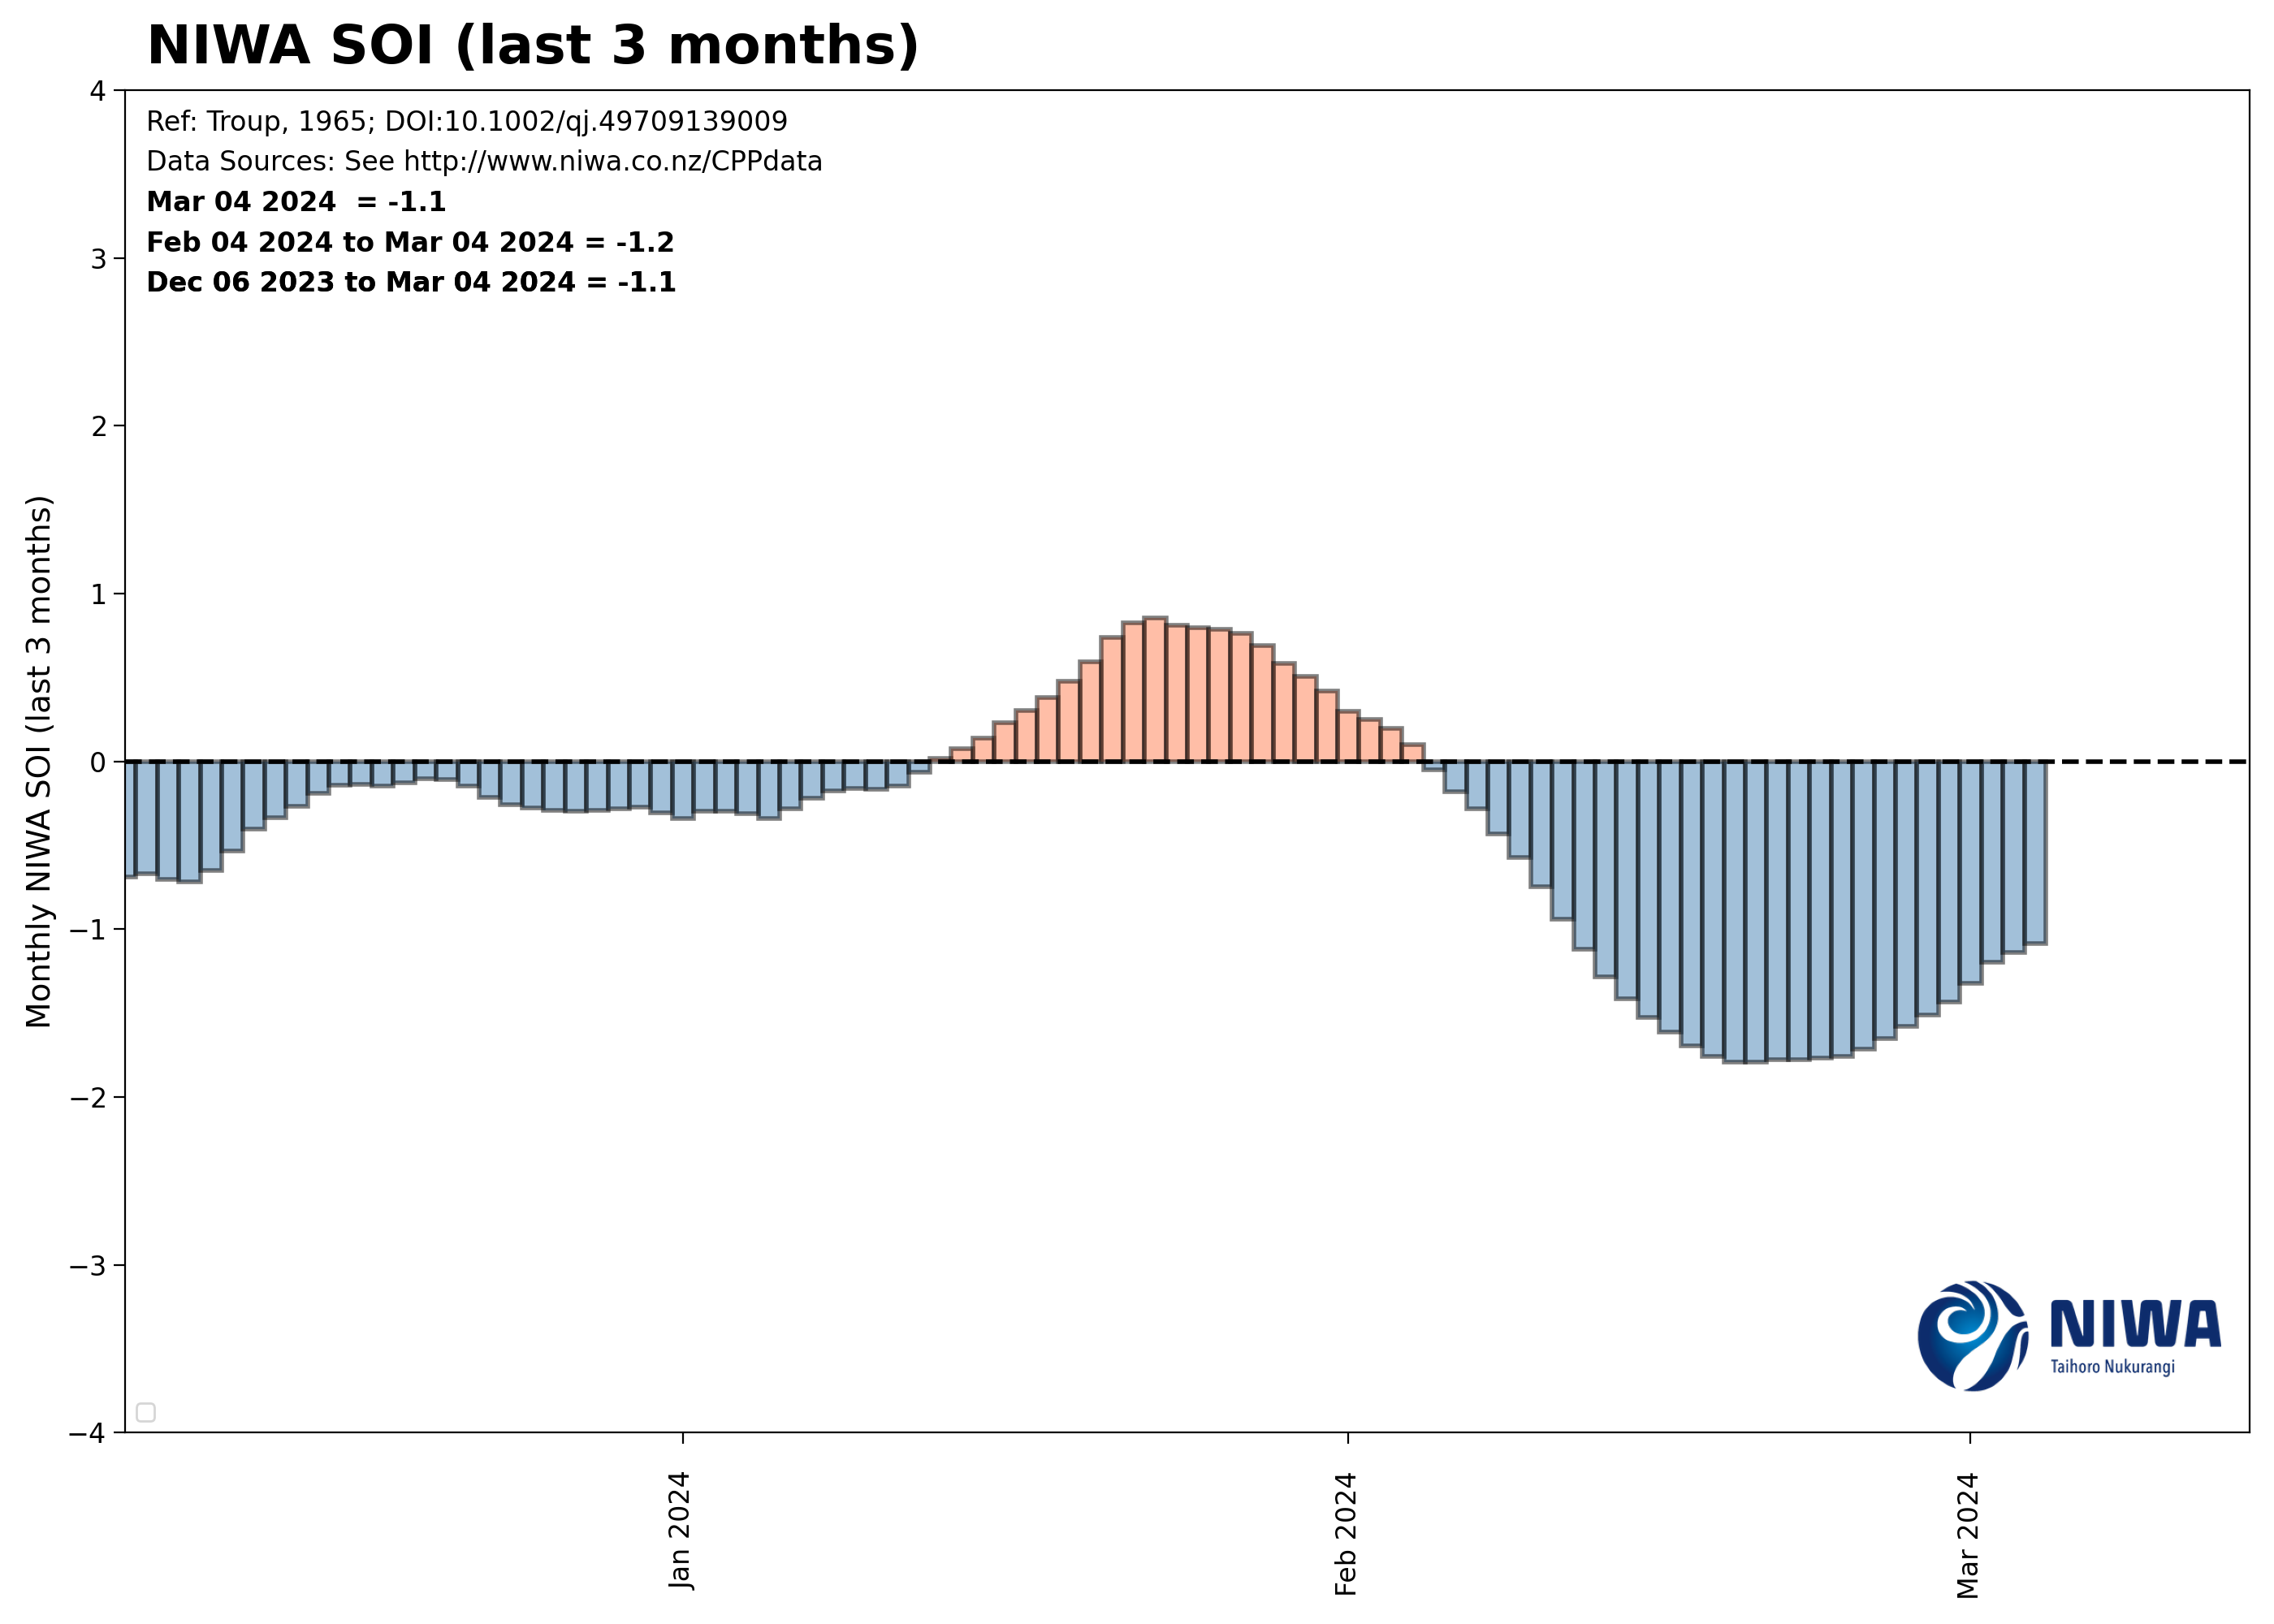 NIWA SOI (last 3 months)
Ref: Troup, 1965; DOI:10.1002/qj.49709139009
Data Sources: See http://www.niwa.co.nz/CPPdata
Mar 04 2024  = -1.1
Feb 04 2024 to Mar 04 2024 = -1.2
Dec 06 2023 to Mar 04 2024 = -1.1
Monthly NIWA SOI (last 3 months)
4
3
2
1
0
−1
−2
−3
−4
Jan 2024
Feb 2024
Mar 2024
NIWA
Taihoro Nukurangi